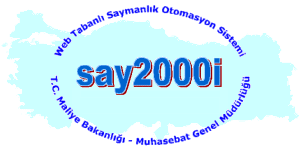 Web Tabanlı Saymanlık Otomasyon Sistemi
say2000i
T.C. Maliye Bakanlığı - Muhasebat Genel Müdürlüğü